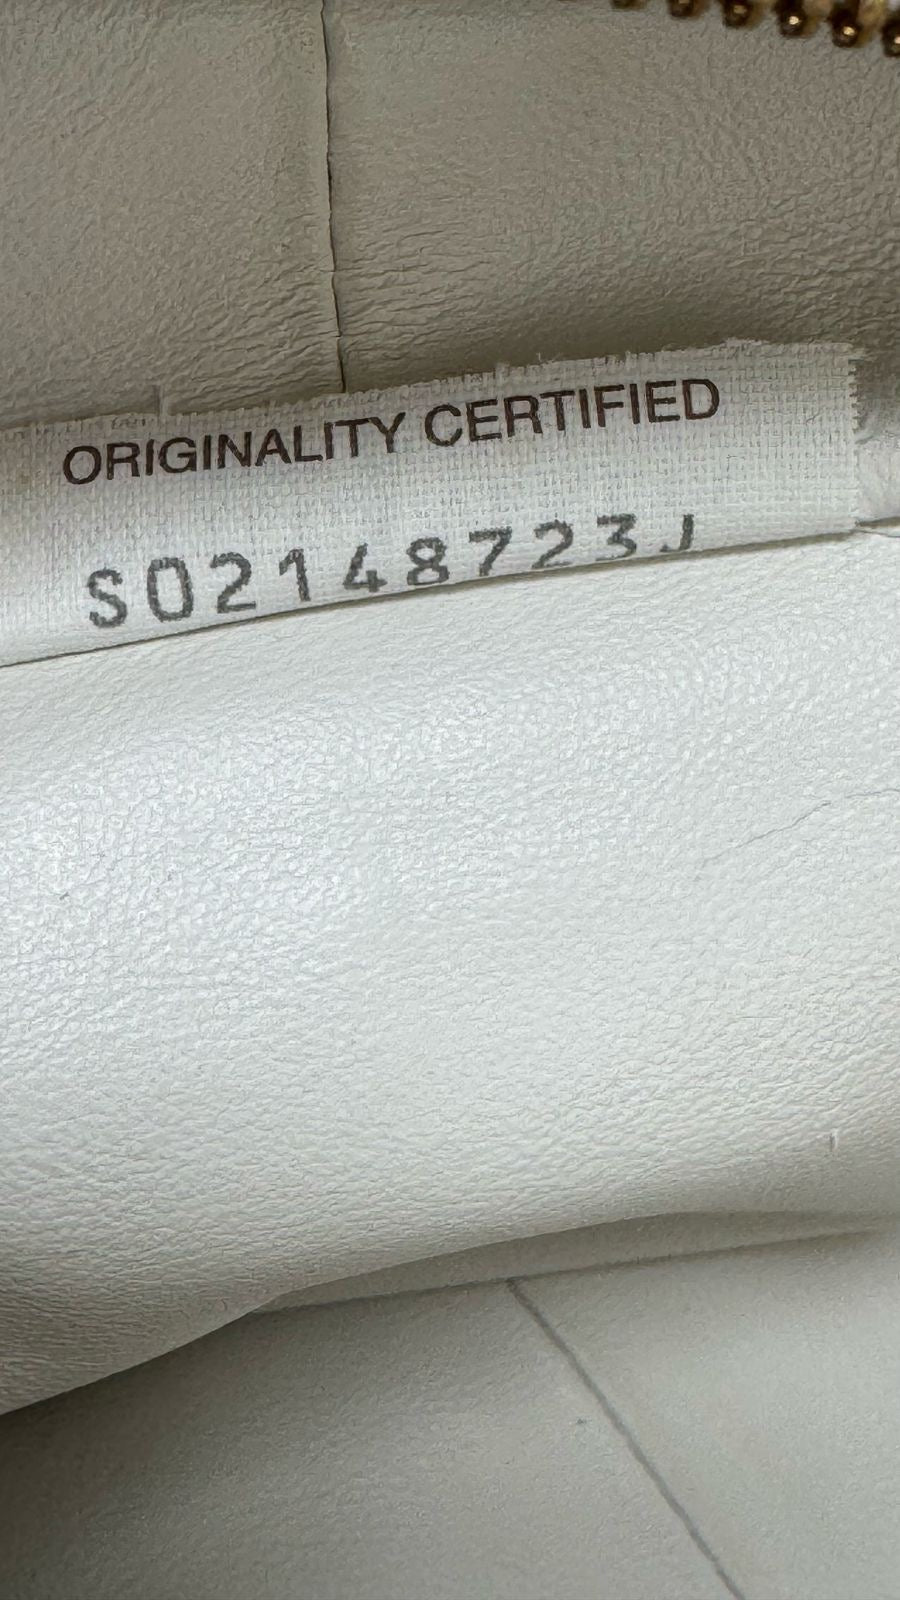 ORIGINALITY CERTIFIED
S02148723J